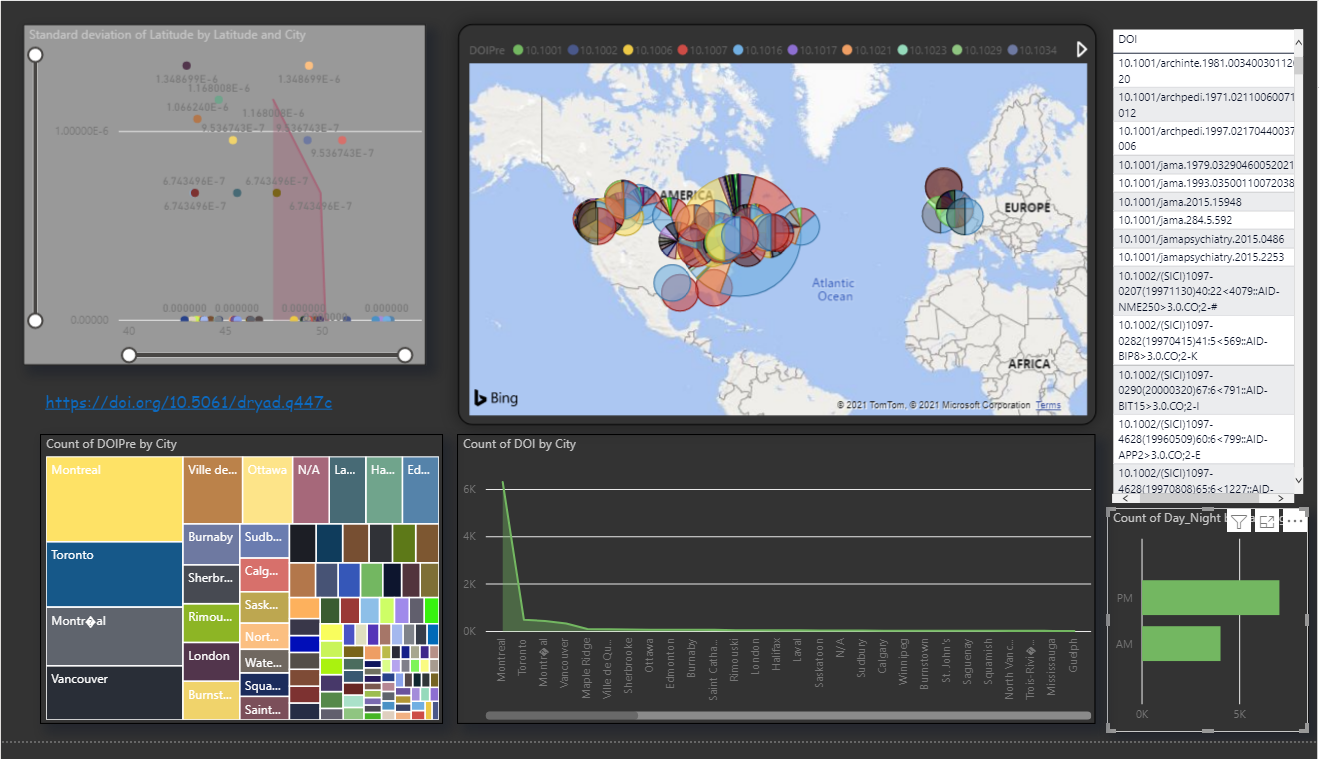 Standard deviation of Latitude by Latitude and City
1.348699E-6
1.348699E-6
1.168008E-6
1.066240E-6
1.168008E-6
1.00000E-6
9.536743E-7
9.536743E-7
9.536743E-7
6.743496E-7
6.743496E-7
6.743496E-7
6.743496E-7
0.000000
0.000000
0.000000
0.00000
40
45
50
https://doi.org/10.5061/dryad.q447c
DOIPre 10.1001 10.1002 10.1006 10.1007 10.1016 10.1017 10.1021 10.1023 10.1029 10.1034
AMERICA
EUROPE
Atlantic
Ocean
AFRICA
Bing
© 2021 TomTom, © 2021 Microsoft Corporation Terms
DOI
10.1001/archinte.1981.0034003011
20
10.1001/archpedi.1971.02110060071
012
10.1001/archpedi.1997.02170440037
006
10.1001/jama.1979.03290460052021
10.1001/jama.1993.03500110072038
10.1001/jama.2015.15948
10.1001/jama.284.5.592
10.1001/jamapsychiatry.2015.0486
10.1001/jamapsychiatry.2015.2253
10.1002/(SICI)1097-
0207(19971130)40:22<4079::AID-
NME250>3.0.CO;2-#
10.1002/(SICI)1097-
0282(19970415)41:5<569::AID-
BIP8>3.0.CO;2-K
10.1002/(SICI)1097-
0290(20000320)67:6<791::AID-
BIT15>3.0.CO;2-I
10.1002/(SICI)1097-
4628(19960509)60:6<799::AID-
APP2>3.0.CO;2-E
10.1002/(SICI)1097-
4628(19970808)65:6<1227::AID-
Count of DOIPre by City
Montreal
Toronto
Montr�al
Vancouver
Ville de...
Ottawa
N/A
La...
Ha...
Ed...
Burnaby
Sherbr...
Rimou...
London
Burnst...
Sudb...
Calg...
Sask...
Nort...
Wate...
Squa...
Saint...
Count of DOI by City
6K
4K
2K
0K
Montreal
Toronto
Montr�al
Vancouver
Maple Ridge
Ville de Qu...
Sherbrooke
Ottawa
Edmonton
Burnaby
Saint Catha...
Rimouski
London
Halifax
Laval
Saskatoon
N/A
Sudbury
Calgary
Winnipeg
Burnstown
St. John's
Saguenay
Squamish
North Vanc...
Trois-Rivi�...
Mississauga
Guelph
Count of Day_Night
PM
AM
0K
5K